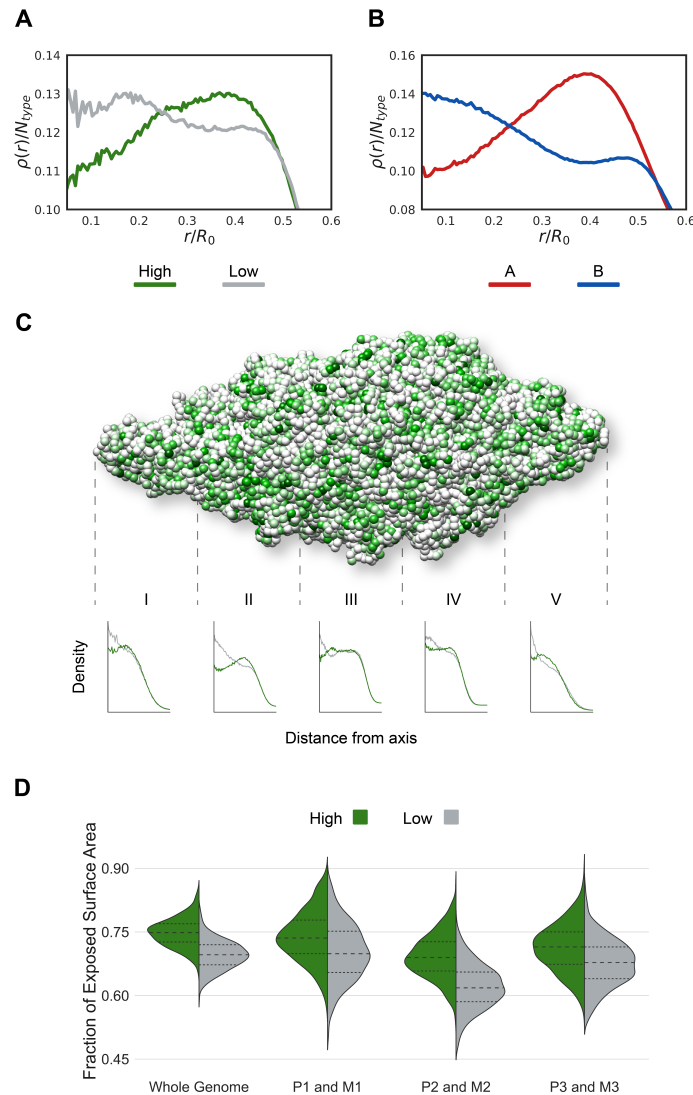 A
B
0.14
0.13
0.12
0.11
0.10
ρ(r)/N_type
0.1 0.2 0.3 0.4 0.5 0.6
r/R₀
High Low
0.16
0.14
0.12
0.10
0.08
ρ(r)/N_type
0.1 0.2 0.3 0.4 0.5 0.6
r/R₀
A B
C
I II III IV V
Density
Distance from axis
D
High Low
Fraction of Exposed Surface Area
0.90
0.75
0.60
0.45
Whole Genome P1 and M1 P2 and M2 P3 and M3